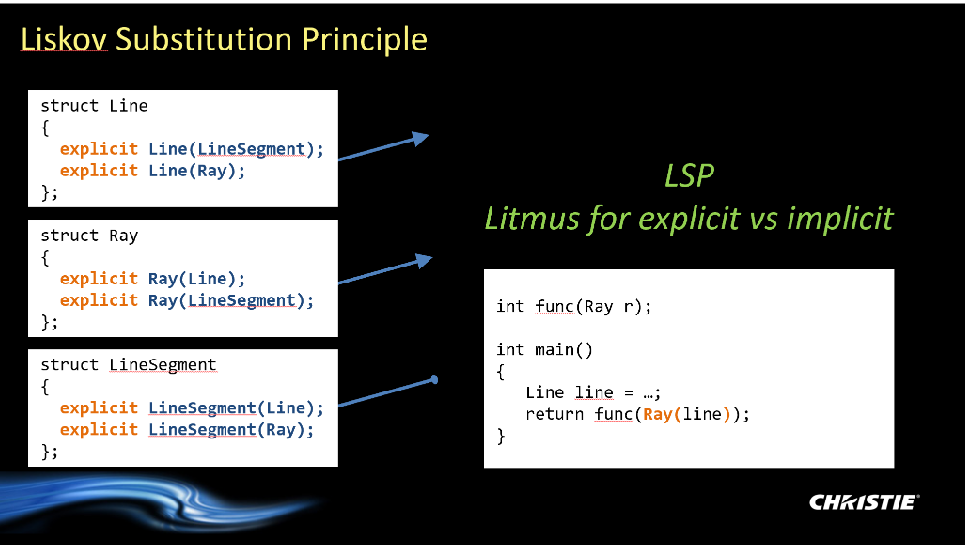 Liskov Substitution Principle
struct Line
{
explicit Line(LineSegment);
explicit Line(Ray);
};
struct Ray
{
explicit Ray(Line);
explicit Ray(LineSegment);
};
struct LineSegment
{
explicit LineSegment(Line);
explicit LineSegment(Ray);
};
LSP
Litmus for explicit vs implicit
int func(Ray r);
int main()
{
Line line = …;
return func(Ray(line));
}
CHRISTIE®